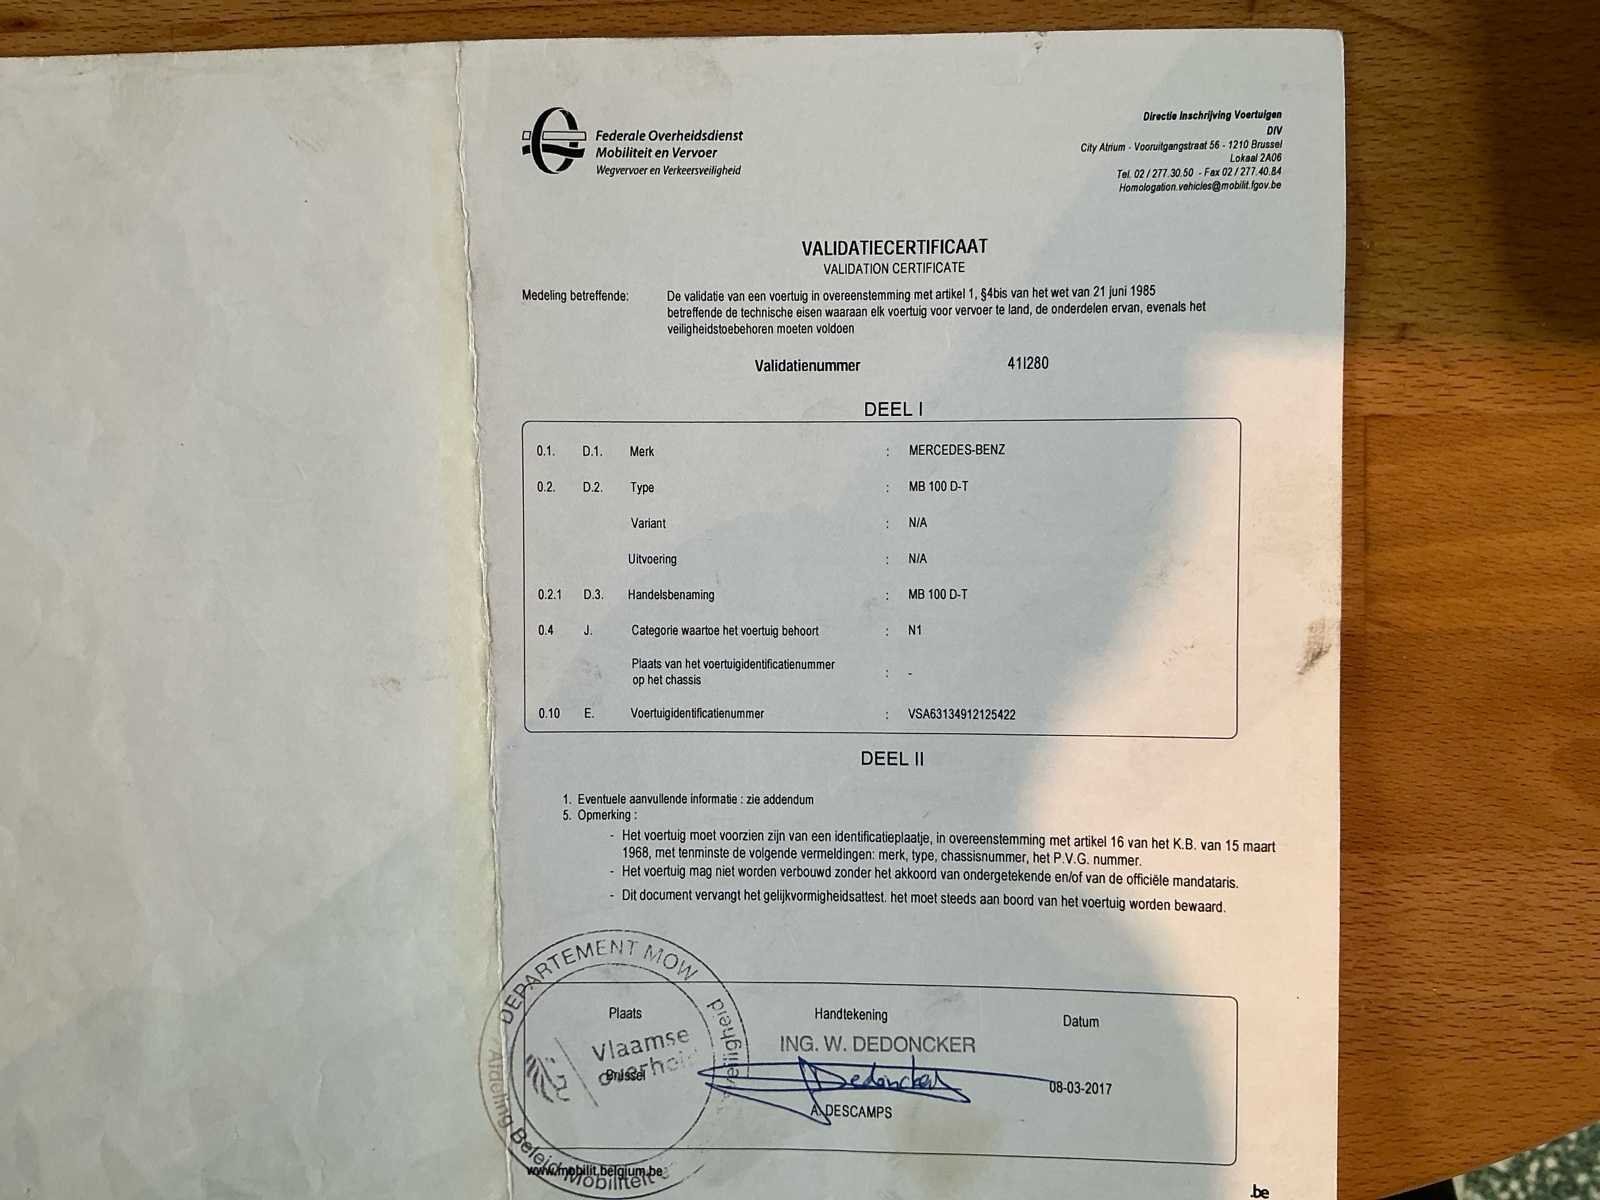 Federale Overheidsdienst
Mobiliteit en Vervoer
Wegvervoer en Verkeersveiligheid
Directie Inschrijving Voertuigen
DIV
City Atrium - Vooruitgangstraat 56 - 1210 Brussel
Lokaal 2A06
Tel. 02 / 277.30.50 - Fax 02 / 277.40.84
Homologation.vehicles@mobilit.fgov.be
VALIDATIECERTIFICAAT
VALIDATION CERTIFICATE
Medeling betreffende: De validatie van een voertuig in overeenstemming met artikel 1, §4bis van het wet van 21 juni 1985
betreffende de technische eisen waaraan elk voertuig voor vervoer te land, de onderdelen ervan, evenals het
veiligheidstoebehoren moeten voldoen
Validatienummer 41I280
DEEL I
0.1. D.1. Merk : MERCEDES-BENZ
0.2. D.2. Type : MB 100 D-T
Variant : N/A
Uitvoering : N/A
0.2.1 D.3. Handelsbenaming : MB 100 D-T
0.4 J. Categorie waartoe het voertuig behoort : N1
Plaats van het voertuigidentificatienummer
op het chassis : -
0.10 E. Voertuigidentificatienummer : VSA63134912125422
DEEL II
1. Eventuele aanvullende informatie : zie addendum
5. Opmerking :
- Het voertuig moet voorzien zijn van een identificatieplaatje, in overeenstemming met artikel 16 van het K.B. van 15 maart
1968, met tenminste de volgende vermeldingen: merk, type, chassisnummer, het P.V.G. nummer.
- Het voertuig mag niet worden verbouwd zonder het akkoord van ondergetekende en/of van de officiële mandataris.
- Dit document vervangt het gelijkvormigheidsattest. het moet steeds aan boord van het voertuig worden bewaard.
DEPARTEMENT MOW
Plaats Handtekening Datum
Vlaamse
overheid
ING. W. DEDONCKER
Brussel
Dedoncker
08-03-2017
A. DESCAMPS
Afdeling Beleid Mobiliteit
www.mobilit.belgium.be
.be